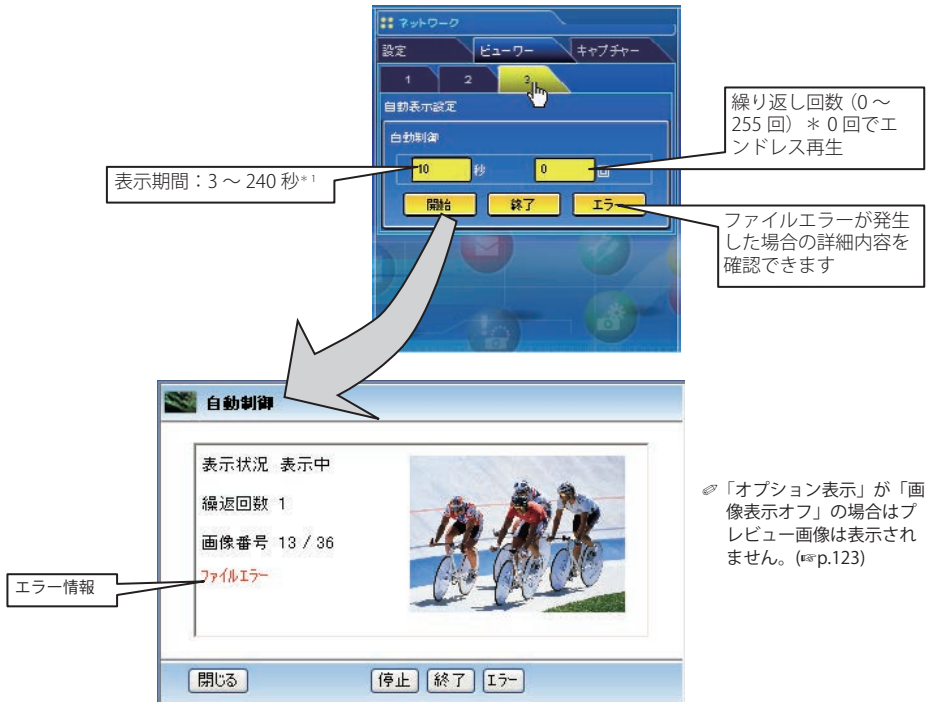 ネットワーク
設定 ビューワー キャプチャー
1 2 3
自動表示設定
自動制御
10 秒 0 回
開始 終了 エラー
繰り返し回数（0 ～
255 回）＊ 0 回でエ
ンドレス再生
表示期間：3 ～ 240 秒*1
ファイルエラーが発生
した場合の詳細内容を
確認できます
自動制御
表示状況 表示中
繰返回数 1
画像番号 13 / 36
ファイルエラー
エラー情報
「オプション表示」が「画
像表示オフ」の場合はプ
レビュー画像は表示され
ません。(☞p.123)
閉じる 停止 終了 エラー